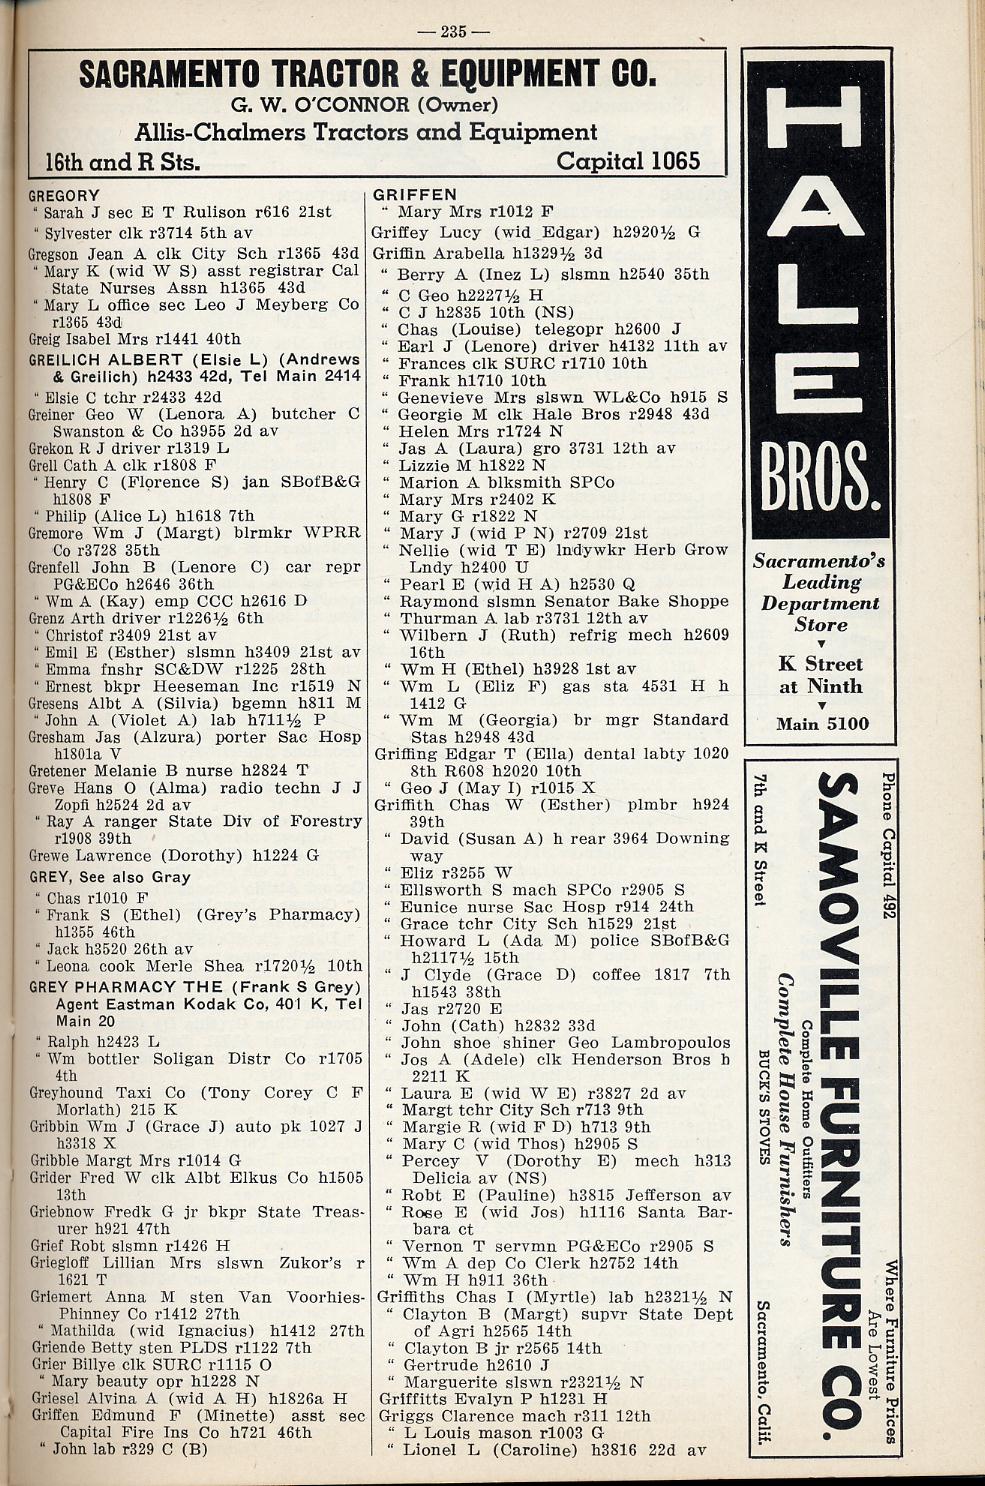 — 235 —
SACRAMENTO TRACTOR & EQUIPMENT CO.
G. W. O'CONNOR (Owner)
Allis-Chalmers Tractors and Equipment
16th and R Sts. Capital 1065
GREGORY
" Sarah J sec E T Rulison r616 21st
" Sylvester clk r3714 5th av
Gregson Jean A clk City Sch r1365 43d
" Mary K (wid W S) asst registrar Cal
State Nurses Assn h1365 43d
" Mary L office sec Leo J Meyberg Co
r1365 43d
Greig Isabel Mrs r1441 40th
GREILICH ALBERT (Elsie L) (Andrews
& Greilich) h2433 42d, Tel Main 2414
" Elsie C tchr r2433 42d
Greiner Geo W (Lenora A) butcher C
Swanston & Co h3955 2d av
Grekon R J driver r1319 L
Grell Cath A clk r1808 F
" Henry C (Florence S) jan SBofB&G
h1808 F
" Philip (Alice L) h1618 7th
Gremore Wm J (Margt) blrmkr WPRR
Co r3728 35th
Grenfell John B (Lenore C) car repr
PG&ECo h2646 36th
" Wm A (Kay) emp CCC h2616 D
Grenz Arth driver r1226½ 6th
" Christof r3409 21st av
" Emil E (Esther) slsmn h3409 21st av
" Emma fnshr SC&DW r1225 28th
" Ernest bkpr Heeseman Inc r1519 N
Gresens Albt A (Silvia) bgemn h811 M
" John A (Violet A) lab h711½ P
Gresham Jas (Alzura) porter Sac Hosp
h1801a V
Gretener Melanie B nurse h2824 T
Greve Hans O (Alma) radio techn J J
Zopfi h2524 2d av
" Ray A ranger State Div of Forestry
r1908 39th
Grewe Lawrence (Dorothy) h1224 G
GREY, See also Gray
" Chas r1010 F
" Frank S (Ethel) (Grey's Pharmacy)
h1355 46th
" Jack h3520 26th av
" Leona cook Merle Shea r1720½ 10th
GREY PHARMACY THE (Frank S Grey)
Agent Eastman Kodak Co, 401 K, Tel
Main 20
" Ralph h2423 L
" Wm bottler Soligan Distr Co r1705
4th
Greyhound Taxi Co (Tony Corey C F
Morlath) 215 K
Gribbin Wm J (Grace J) auto pk 1027 J
h3318 X
Gribble Margt Mrs r1014 G
Grider Fred W clk Albt Elkus Co h1505
13th
Griebnow Fredk G jr bkpr State Treas-
urer h921 47th
Grief Robt slsmn r1426 H
Griegloff Lillian Mrs slswn Zukor's r
1621 T
Griemert Anna M sten Van Voorhies-
Phinney Co r1412 27th
" Mathilda (wid Ignacius) h1412 27th
Griende Betty sten PLDS r1122 7th
Grier Billye clk SURC r1115 O
" Mary beauty opr h1228 N
Griesel Alvina A (wid A H) h1826a H
Griffen Edmund F (Minette) asst sec
Capital Fire Ins Co h721 46th
" John lab r329 C (B)
GRIFFEN
" Mary Mrs r1012 F
Griffey Lucy (wid Edgar) h2920½ G
Griffin Arabella h1329½ 3d
" Berry A (Inez L) slsmn h2540 35th
" C Geo h2227½ H
" C J h2835 10th (NS)
" Chas (Louise) telegopr h2600 J
" Earl J (Lenore) driver h4132 11th av
" Frances clk SURC r1710 10th
" Frank h1710 10th
" Genevieve Mrs slswn WL&Co h915 S
" Georgie M clk Hale Bros r2948 43d
" Helen Mrs r1724 N
" Jas A (Laura) gro 3731 12th av
" Lizzie M h1822 N
" Marion A blksmith SPCo
" Mary Mrs r2402 K
" Mary G r1822 N
" Mary J (wid P N) r2709 21st
" Nellie (wid T E) lndywkr Herb Grow
Lndy h2400 U
" Pearl E (wid H A) h2530 Q
" Raymond slsmn Senator Bake Shoppe
" Thurman A lab r3731 12th av
" Wilbern J (Ruth) refrig mech h2609
16th
" Wm H (Ethel) h3928 1st av
" Wm L (Eliz F) gas sta 4531 H h
1412 G
" Wm M (Georgia) br mgr Standard
Stas h2948 43d
Griffing Edgar T (Ella) dental labty 1020
8th R608 h2020 10th
" Geo J (May I) r1015 X
Griffith Chas W (Esther) plmbr h924
39th
" David (Susan A) h rear 3964 Downing
way
" Eliz r3255 W
" Ellsworth S mach SPCo r2905 S
" Eunice nurse Sac Hosp r914 24th
" Grace tchr City Sch h1529 21st
" Howard L (Ada M) police SBofB&G
h2117½ 15th
" J Clyde (Grace D) coffee 1817 7th
h1543 38th
" Jas r2720 E
" John (Cath) h2832 33d
" John shoe shiner Geo Lambropoulos
" Jos A (Adele) clk Henderson Bros h
2211 K
" Laura E (wid W E) r3827 2d av
" Margt tchr City Sch r713 9th
" Margie R (wid F D) h713 9th
" Mary C (wid Thos) h2905 S
" Percey V (Dorothy E) mech h313
Delicia av (NS)
" Robt E (Pauline) h3815 Jefferson av
" Rose E (wid Jos) h1116 Santa Bar-
bara ct
" Vernon T servmn PG&ECo r2905 S
" Wm A dep Co Clerk h2752 14th
" Wm H h911 36th
Griffiths Chas I (Myrtle) lab h2321½ N
" Clayton B (Margt) supvr State Dept
of Agri h2565 14th
" Clayton B jr r2565 14th
" Gertrude h2610 J
" Marguerite slswn r2321½ N
Griffitts Evalyn P h1231 H
Griggs Clarence mach r311 12th
" L Louis mason r1003 G
" Lionel L (Caroline) h3816 22d av
HALE
BROS.
Sacramento's
Leading
Department
Store
K Street
at Ninth
Main 5100
Phone Capital 492 Where Furniture Prices
Are Lowest
SAMOVILLE FURNITURE CO.
Complete Home Outfitters
Complete House Furnishers
BUCK'S STOVES
7th and K Street Sacramento, Calif.